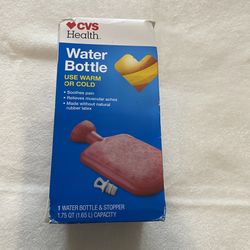 CVS
Health.
Water
Bottle
USE WARM
OR COLD
• Soothes pain
• Relieves muscular aches
• Made without natural
rubber latex
1 WATER BOTTLE & STOPPER
1.75 QT (1.65 L) CAPACITY